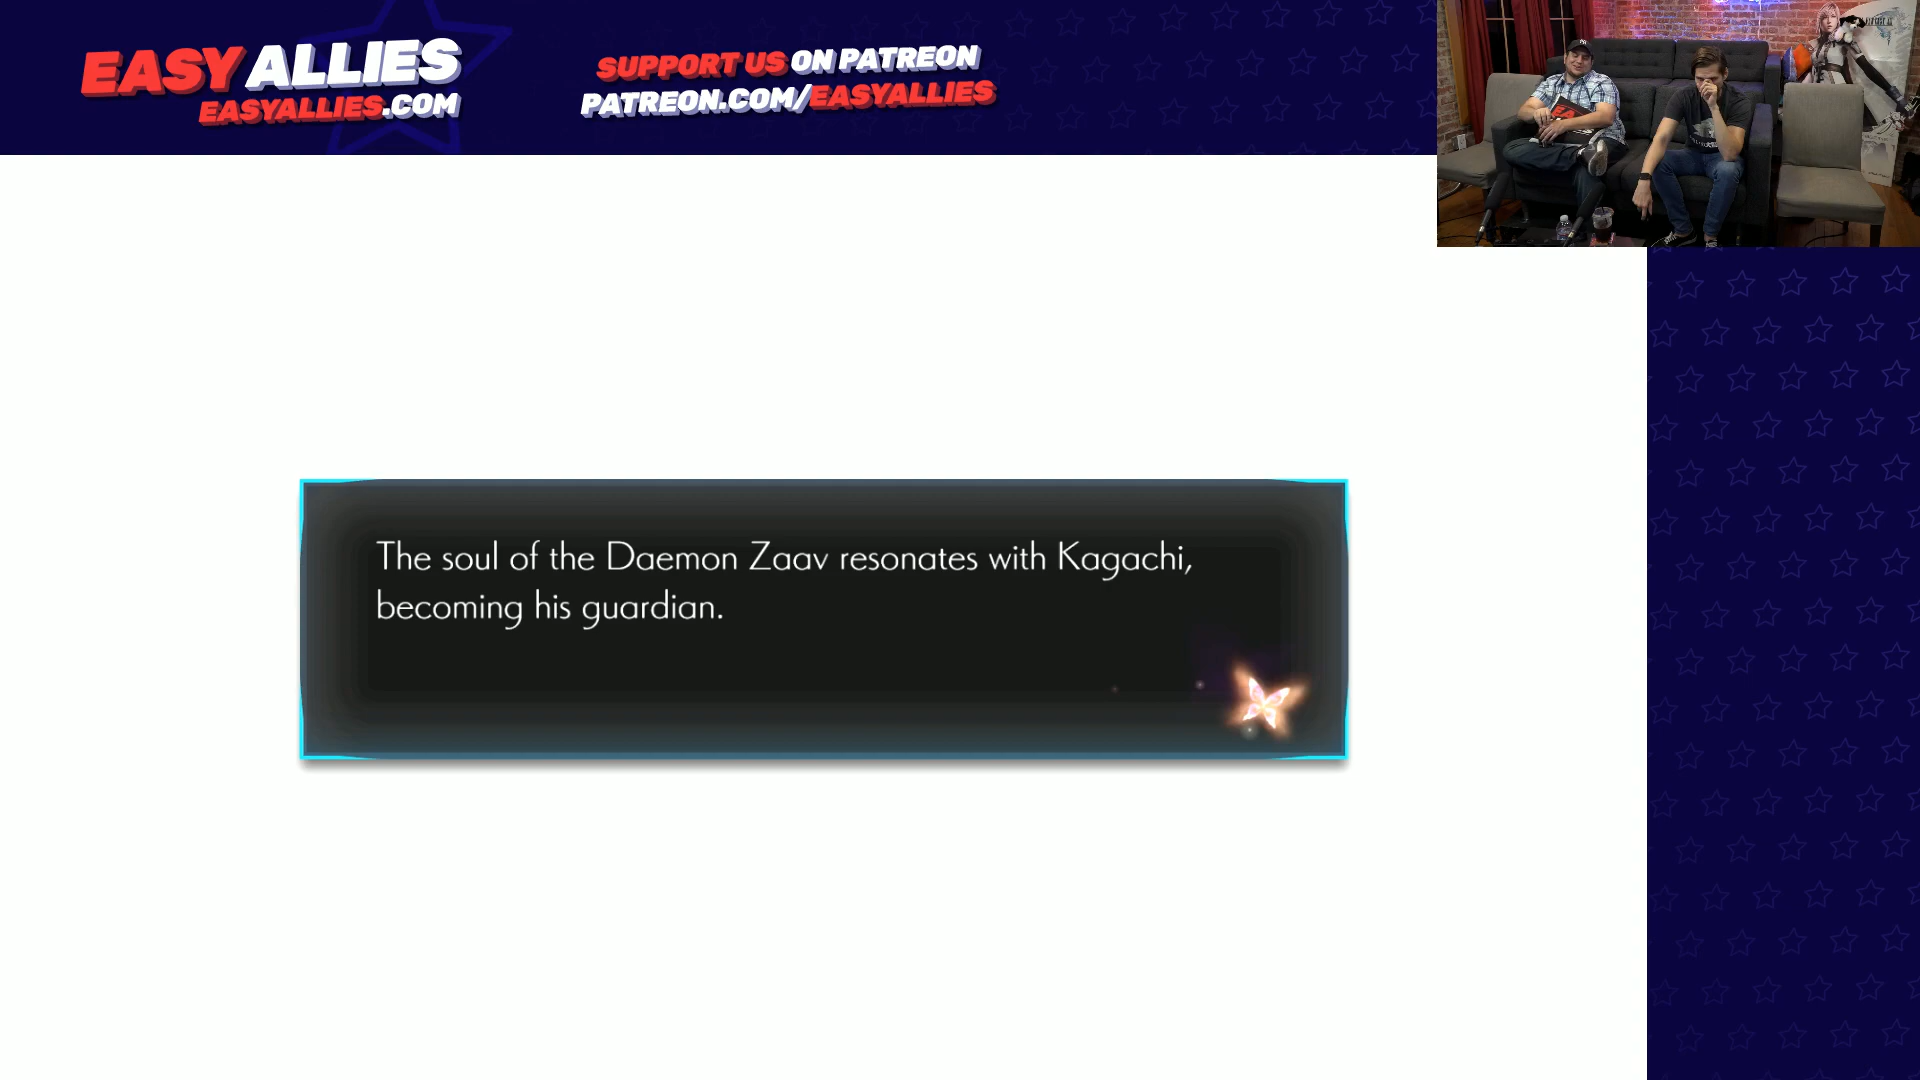 EASY ALLIES
EASYALLIES.COM
SUPPORT US ON PATREON
PATREON.COM/EASYALLIES
The soul of the Daemon Zaav resonates with Kagachi,
becoming his guardian.